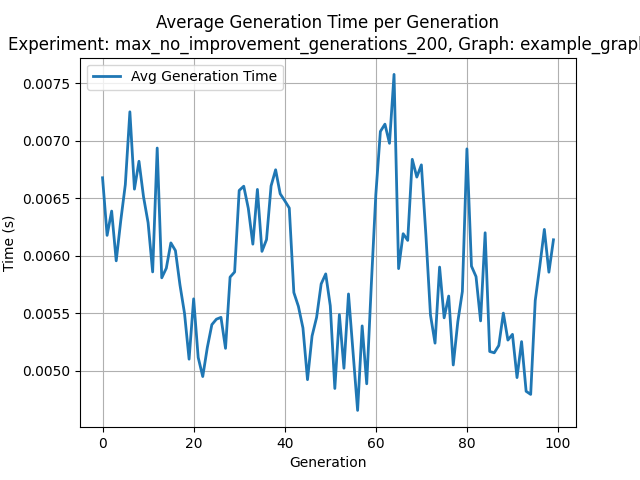 Average Generation Time per Generation
Experiment: max_no_improvement_generations_200, Graph: example_graph
Avg Generation Time
0.0075
0.0070
0.0065
0.0060
0.0055
0.0050
Time (s)
0 20 40 60 80 100
Generation